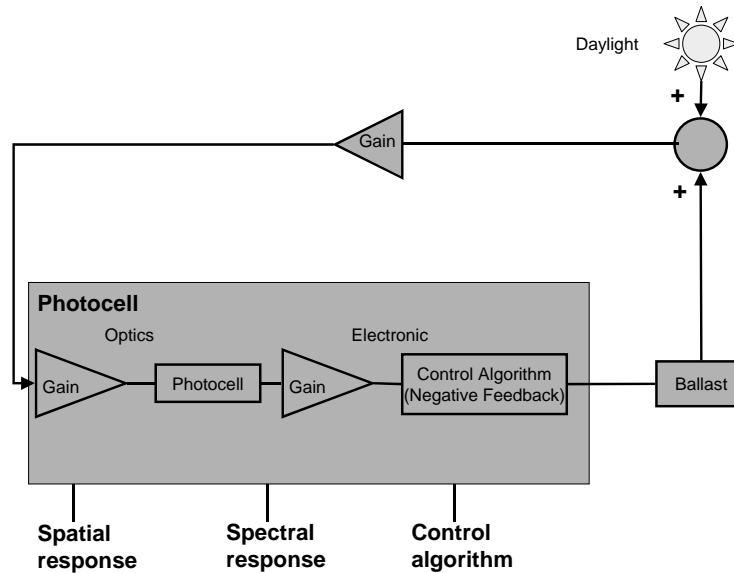 Daylight
+
Gain
+
Photocell
Optics
Electronic
Gain
Photocell
Gain
Control Algorithm
(Negative Feedback)
Ballast
Spatial
response
Spectral
response
Control
algorithm